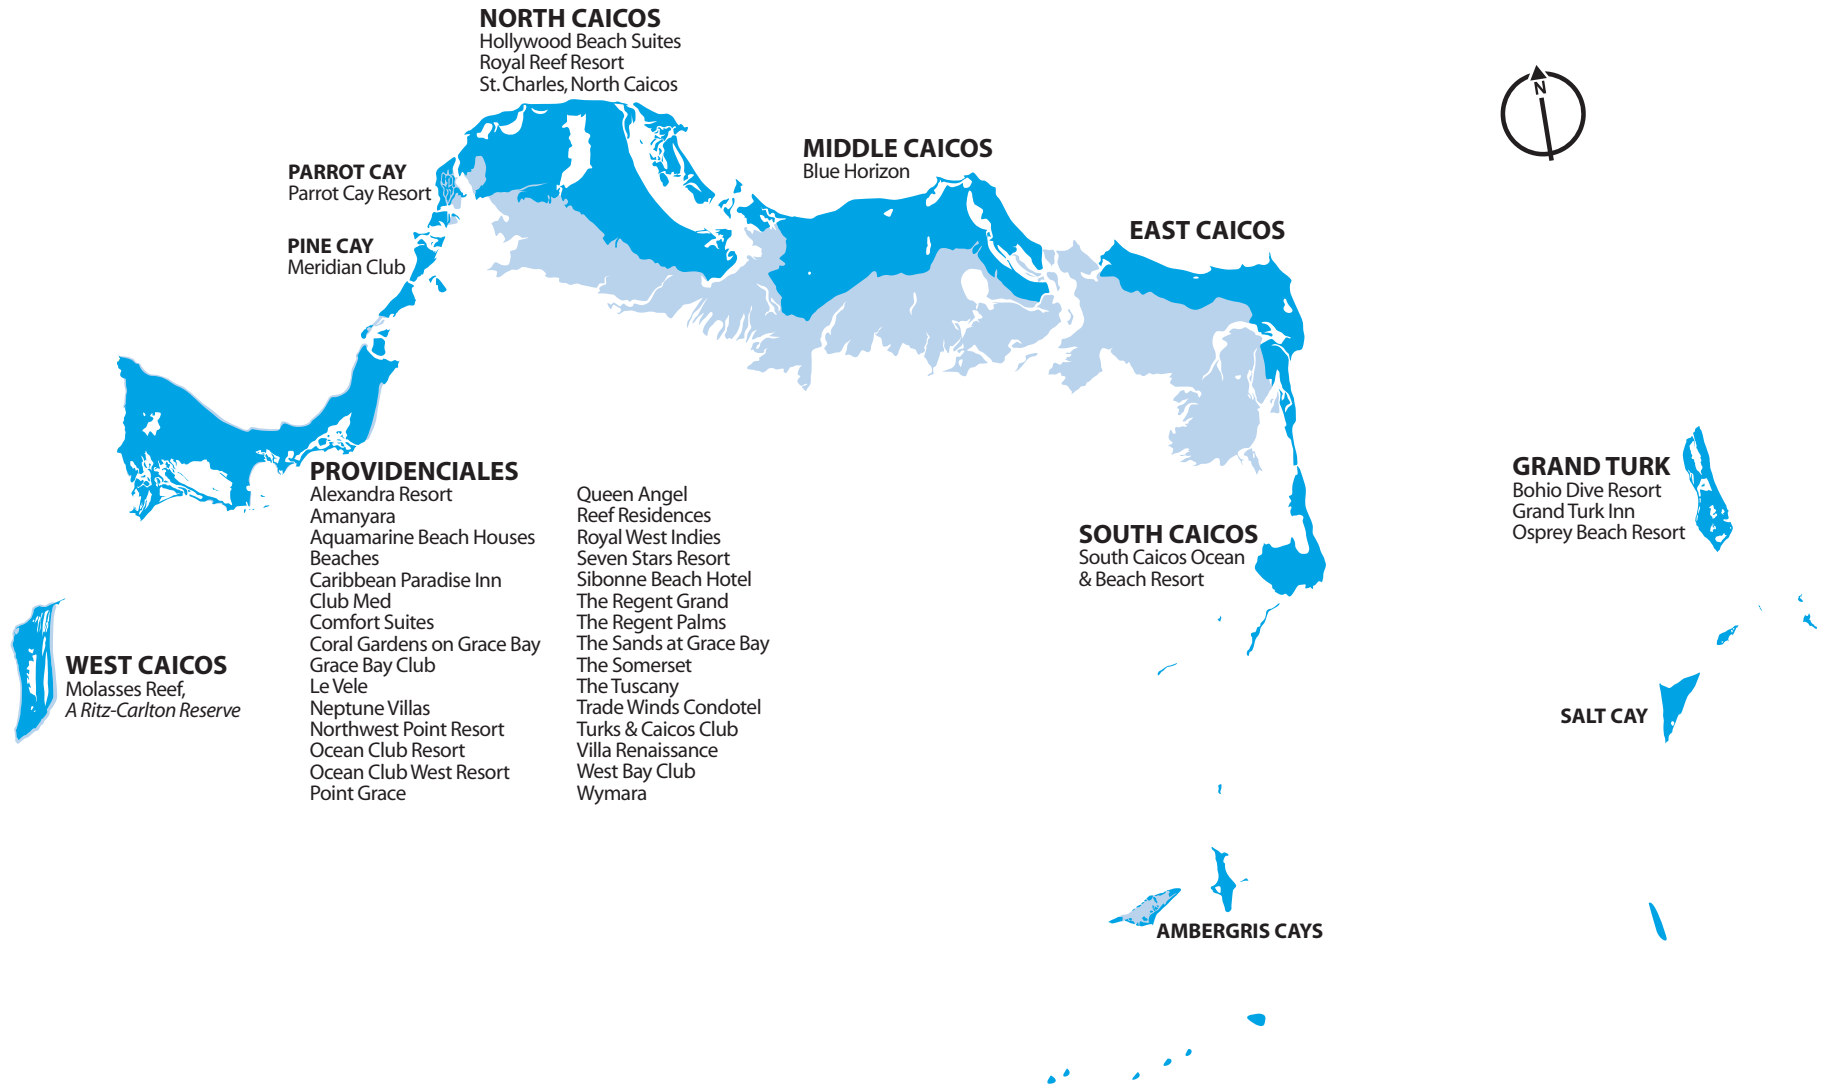 NORTH CAICOS
Hollywood Beach Suites
Royal Reef Resort
St. Charles, North Caicos
N
MIDDLE CAICOS
Blue Horizon
PARROT CAY
Parrot Cay Resort
EAST CAICOS
PINE CAY
Meridian Club
PROVIDENCIALES
Alexandra Resort
Amanyara
Aquamarine Beach Houses
Beaches
Caribbean Paradise Inn
Club Med
Comfort Suites
Coral Gardens on Grace Bay
Grace Bay Club
Le Vele
Neptune Villas
Northwest Point Resort
Ocean Club Resort
Ocean Club West Resort
Point Grace
Queen Angel
Reef Residences
Royal West Indies
Seven Stars Resort
Sibonne Beach Hotel
The Regent Grand
The Regent Palms
The Sands at Grace Bay
The Somerset
The Tuscany
Trade Winds Condotel
Turks & Caicos Club
Villa Renaissance
West Bay Club
Wymara
GRAND TURK
Bohio Dive Resort
Grand Turk Inn
Osprey Beach Resort
SOUTH CAICOS
South Caicos Ocean
& Beach Resort
WEST CAICOS
Molasses Reef,
A Ritz-Carlton Reserve
SALT CAY
AMBERGRIS CAYS